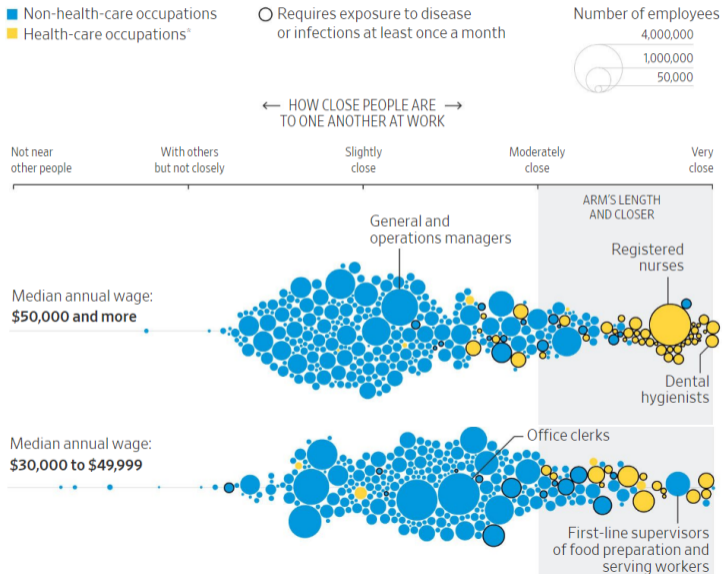 Non-health-care occupations
Health-care occupations*
Requires exposure to disease
or infections at least once a month
Number of employees
4,000,000
1,000,000
50,000
← HOW CLOSE PEOPLE ARE →
TO ONE ANOTHER AT WORK
Not near
other people
With others
but not closely
Slightly
close
Moderately
close
Very
close
ARM'S LENGTH
AND CLOSER
General and
operations managers
Registered
nurses
Median annual wage:
$50,000 and more
Dental
hygienists
Median annual wage:
$30,000 to $49,999
Office clerks
First-line supervisors
of food preparation and
serving workers